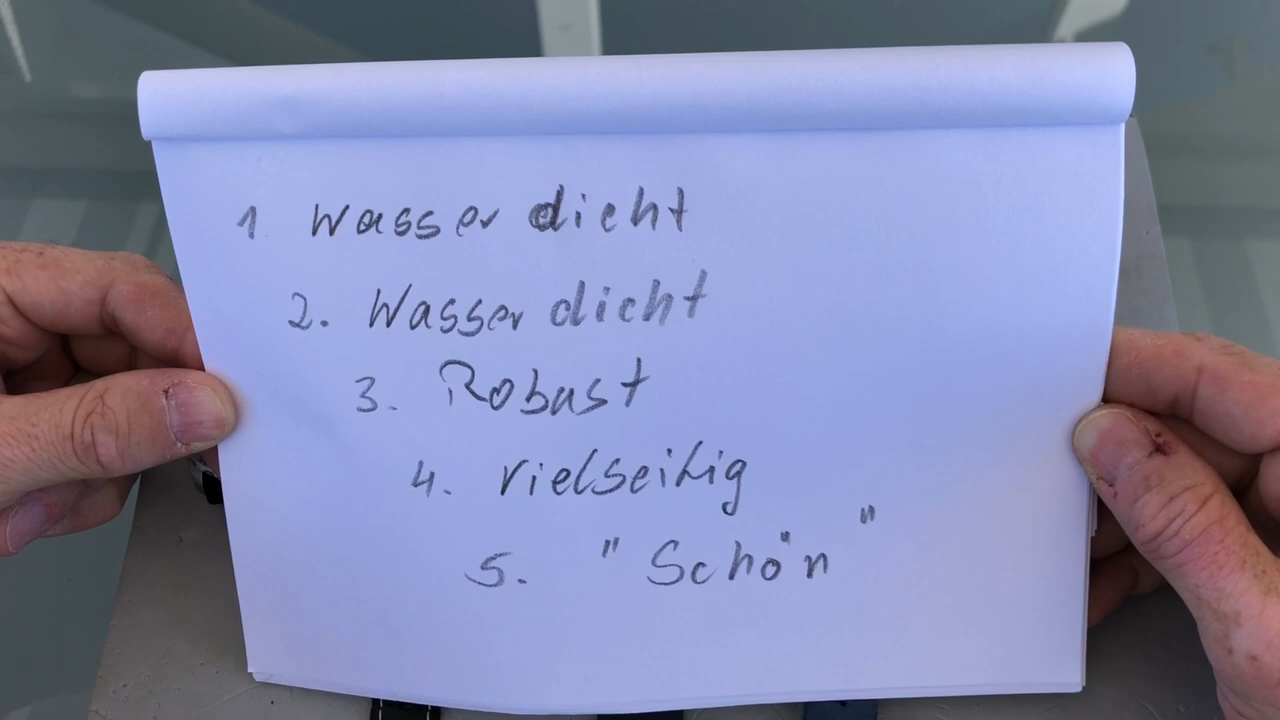 1. Wasserdicht
2. Wasserdicht
3. Robust
4. vielseitig
5. "Schön"